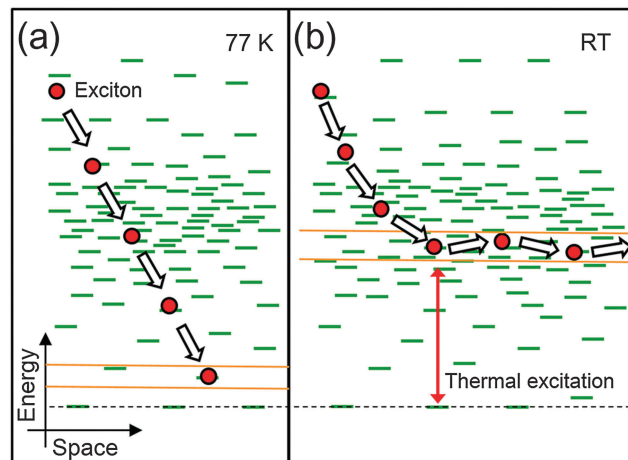 (a)
77 K
Exciton
Energy
Space
(b)
RT
Thermal excitation